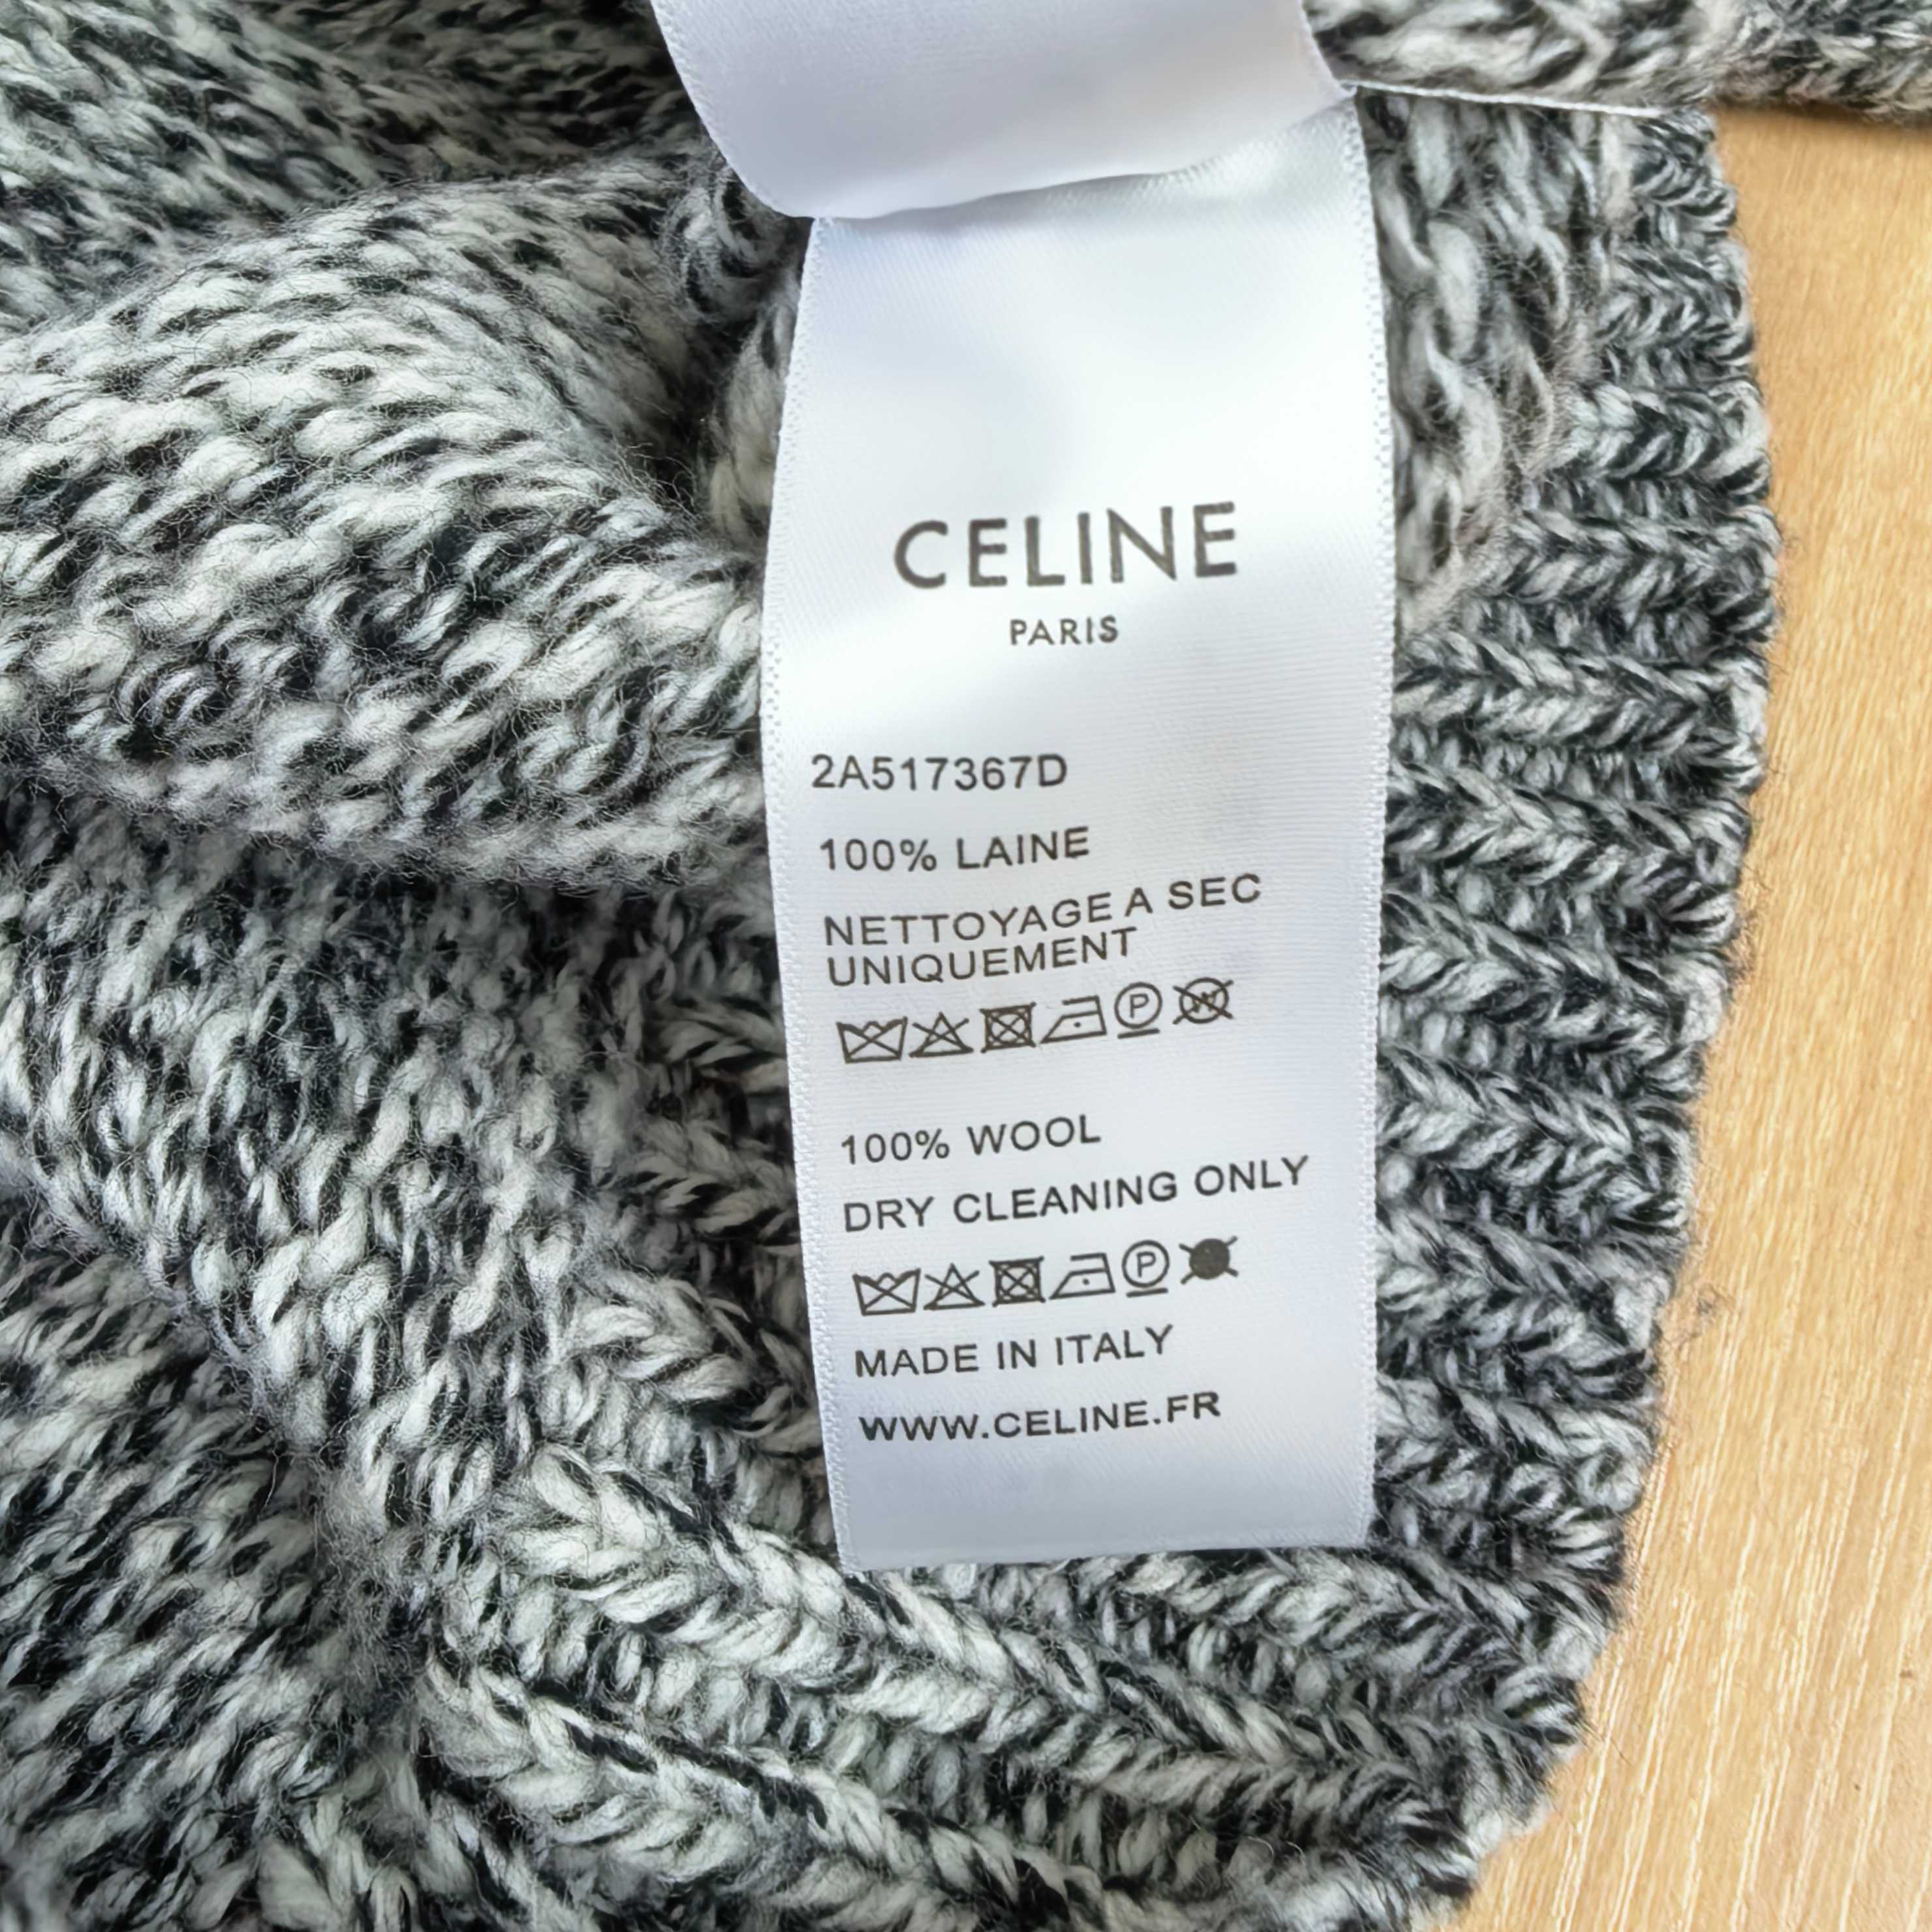 CELINE
PARIS
2A517367D
100% LAINE
NETTOYAGE A SEC
UNIQUEMENT
P W
100% WOOL
DRY CLEANING ONLY
P
MADE IN ITALY
WWW.CELINE.FR